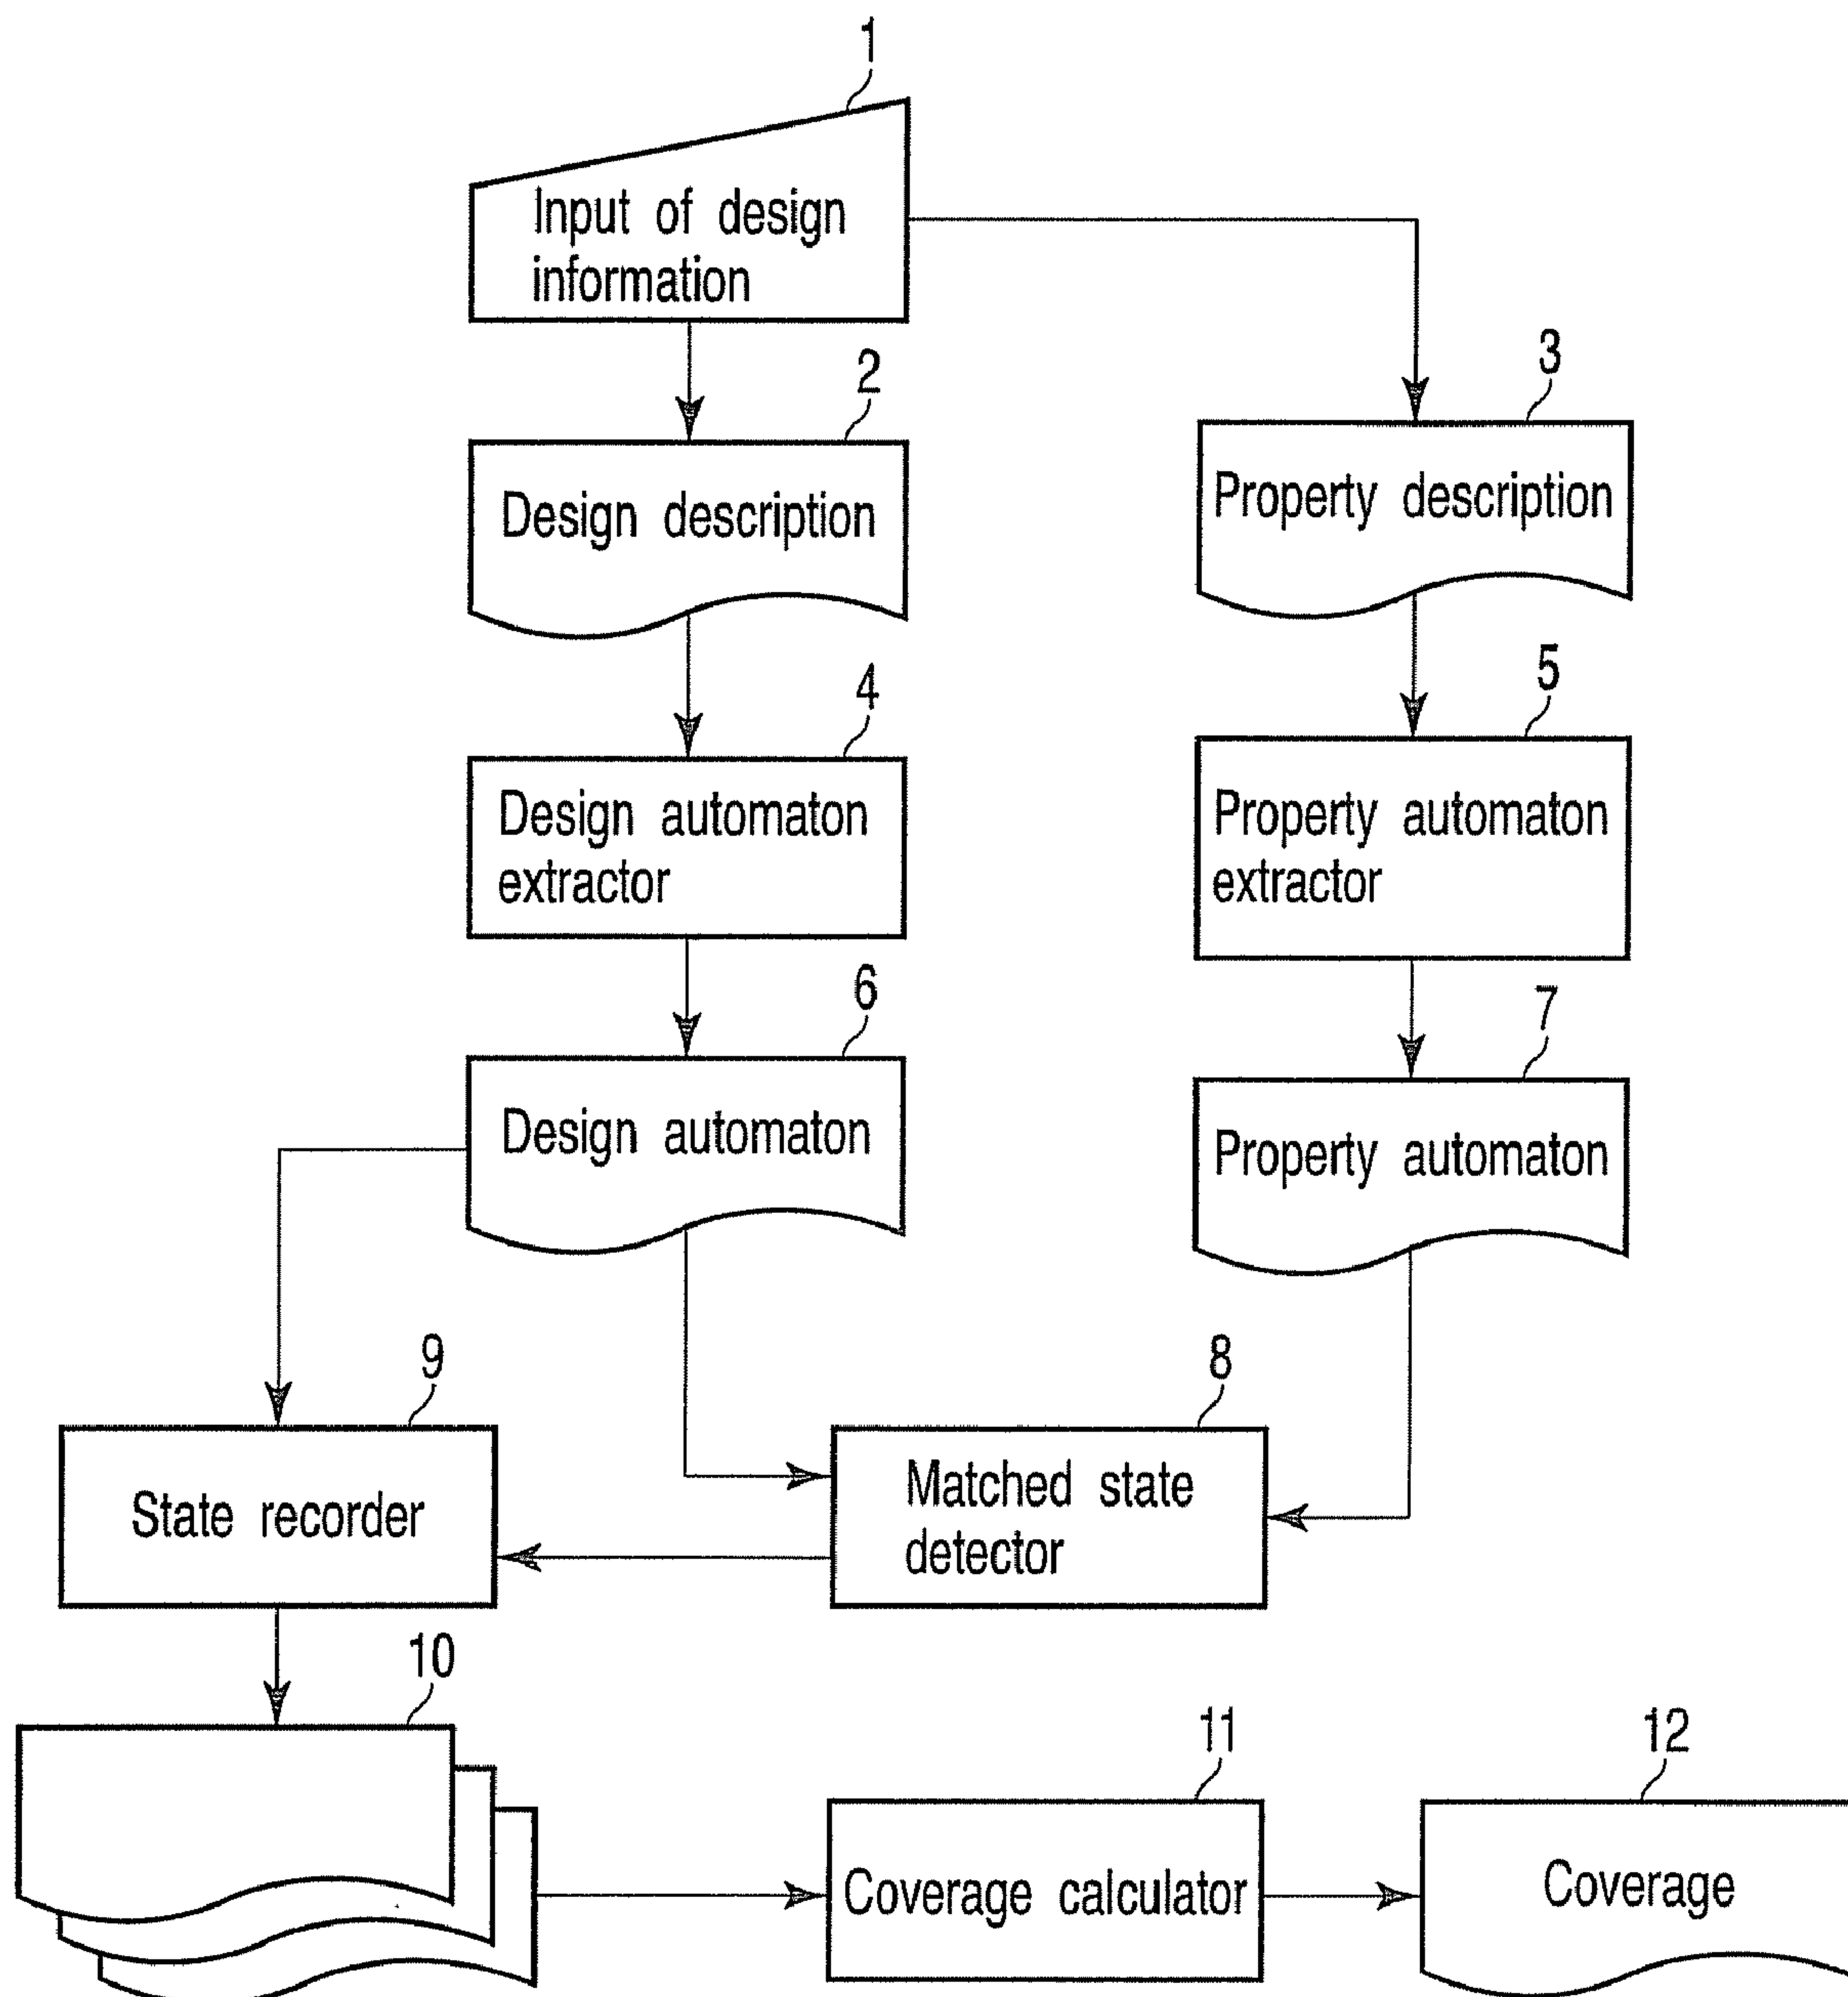 1
Input of design
information
2
Design description
3
Property description
4
Design automaton
extractor
5
Property automaton
extractor
6
Design automaton
7
Property automaton
9
State recorder
8
Matched state
detector
10
11
Coverage calculator
12
Coverage